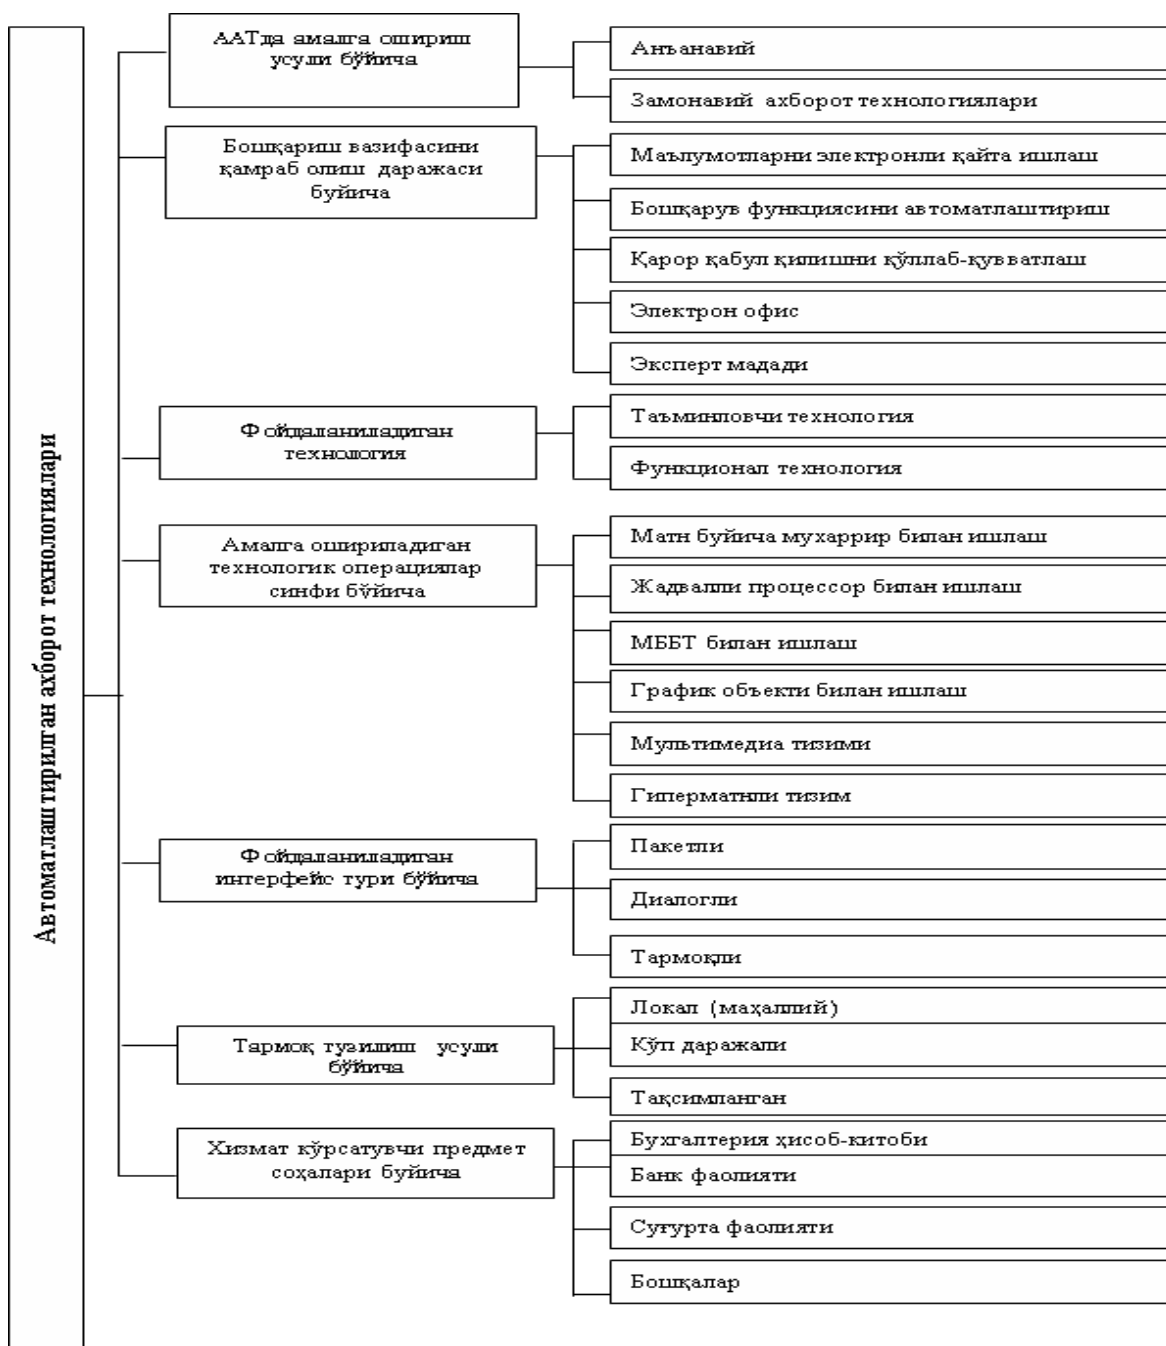 Автоматлаштирилган ахборот технологиялари
ААТда амалга ошириш
усули бўйича
Анъанавий
Замонавий ахборот технологиялари
Бошқариш вазифасини
қамраб олиш даражаси
буйича
Маълумотларни электронли қайта ишлаш
Бошқарув функциясини автоматлаштириш
Қарор қабул қилишни қўллаб-қувватлаш
Электрон офис
Эксперт мадади
Фойдаланиладиган
технология
Таъминловчи технология
Функционал технология
Амалга ошириладиган
технологик операциялар
синфи бўйича
Матн буйича мухаррир билан ишлаш
Жадвалли процессор билан ишлаш
МББТ билан ишлаш
График объекти билан ишлаш
Мультимедиа тизими
Гиперматнли тизим
Фойдаланиладиган
интерфейс тури бўйича
Пакетли
Диалогли
Тармоқли
Тармоқ тузилиш усули
бўйича
Локал (маҳаллий)
Кўп даражали
Тақсимланган
Хизмат кўрсатувчи предмет
соҳалари буйича
Бухгалтерия ҳисоб-китоби
Банк фаолияти
Суғурта фаолияти
Бошқалар